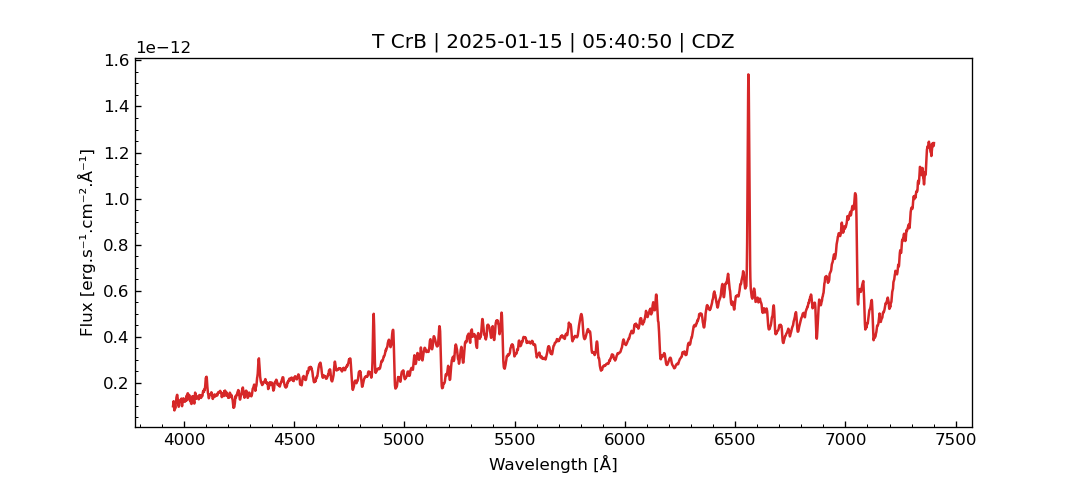 T CrB | 2025-01-15 | 05:40:50 | CDZ
1e−12
1.6
1.4
1.2
1.0
0.8
0.6
0.4
0.2
Flux [erg.s⁻¹.cm⁻².Å⁻¹]
4000 4500 5000 5500 6000 6500 7000 7500
Wavelength [Å]